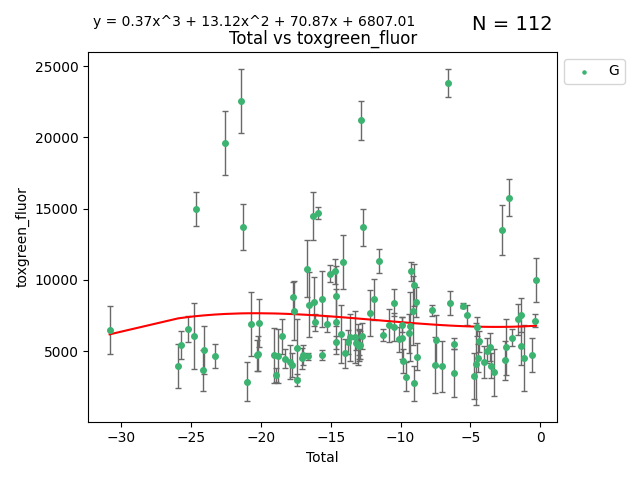 y = 0.37x^3 + 13.12x^2 + 70.87x + 6807.01
N = 112
Total vs toxgreen_fluor
G
25000
20000
15000
10000
5000
toxgreen_fluor
−30 −25 −20 −15 −10 −5 0
Total